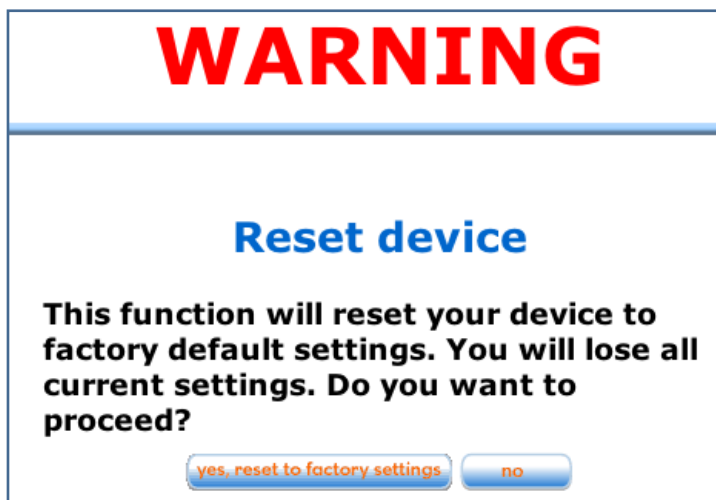 WARNING
Reset device
This function will reset your device to
factory default settings. You will lose all
current settings. Do you want to
proceed?
yes, reset to factory settings no